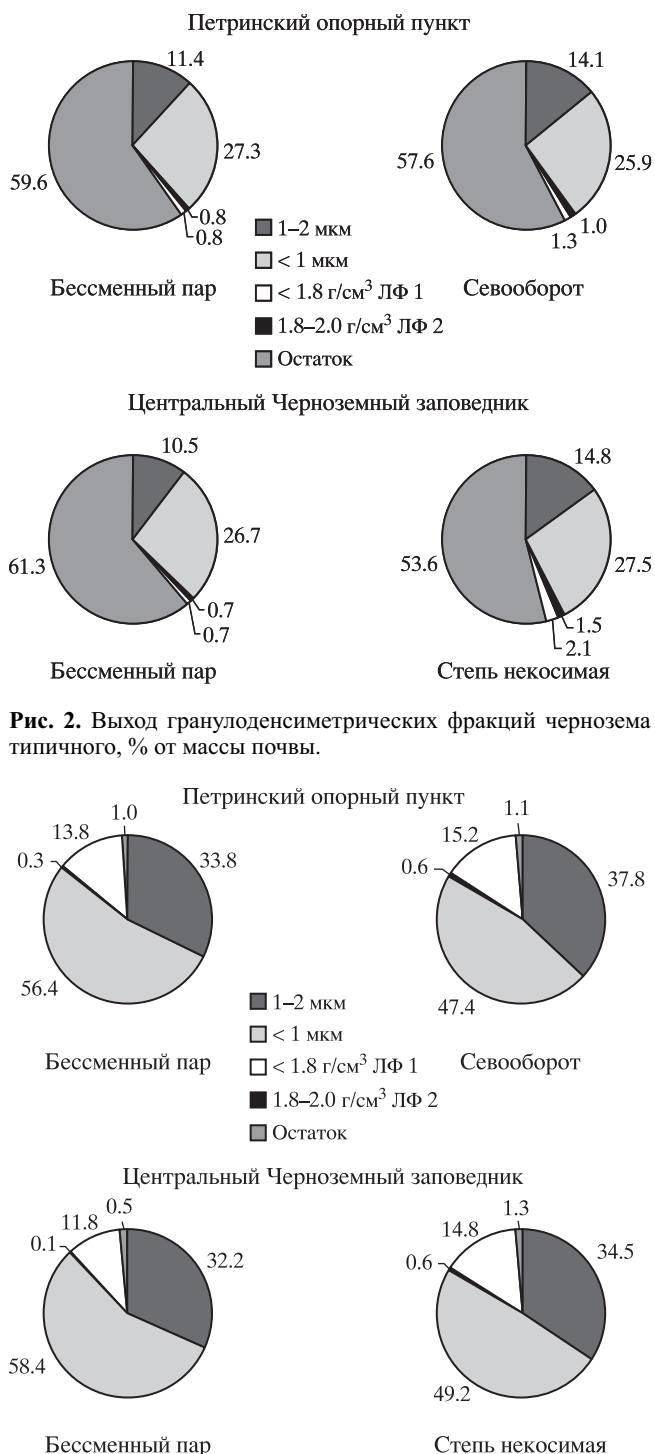 Петринский опорный пункт
11.4
27.3
0.8
0.8
59.6
Бессменный пар
14.1
25.9
1.0
1.3
57.6
Севооборот
1–2 мкм
< 1 мкм
< 1.8 г/см³ ЛФ 1
1.8–2.0 г/см³ ЛФ 2
Остаток
Центральный Черноземный заповедник
10.5
26.7
0.7
0.7
61.3
Бессменный пар
14.8
27.5
1.5
2.1
53.6
Степь некосимая
Рис. 2. Выход гранулоденсиметрических фракций чернозема
типичного, % от массы почвы.
Петринский опорный пункт
1.0
13.8
0.3
33.8
56.4
Бессменный пар
1.1
15.2
0.6
37.8
47.4
Севооборот
1–2 мкм
< 1 мкм
< 1.8 г/см³ ЛФ 1
1.8–2.0 г/см³ ЛФ 2
Остаток
Центральный Черноземный заповедник
0.5
11.8
0.1
32.2
58.4
Бессменный пар
1.3
14.8
0.6
34.5
49.2
Степь некосимая